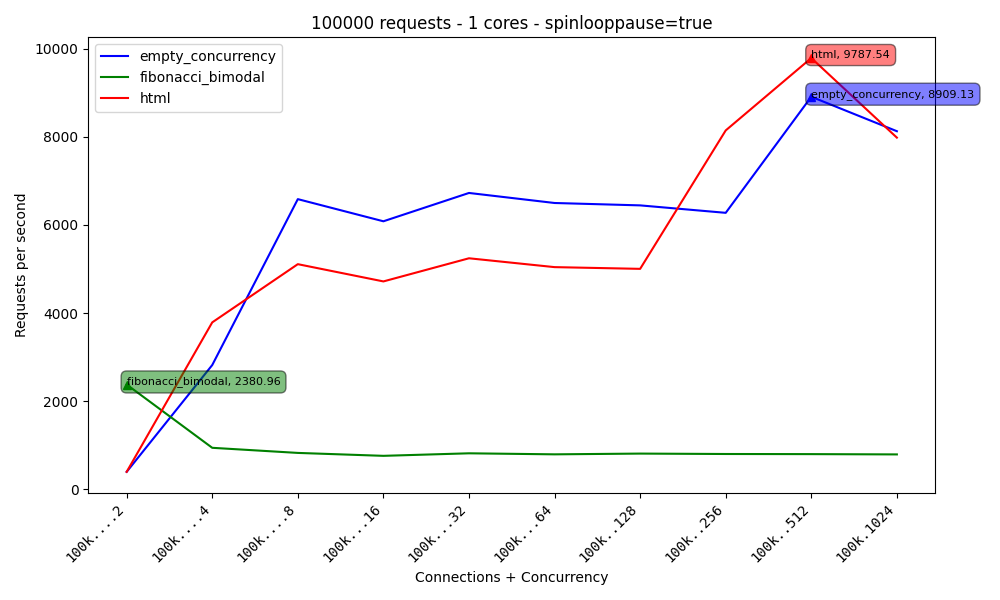 100000 requests - 1 cores - spinlooppause=true
10000
8000
6000
4000
2000
0
Requests per second
empty_concurrency
fibonacci_bimodal
html
html, 9787.54
empty_concurrency, 8909.13
fibonacci_bimodal, 2380.96
100k....2
100k....4
100k....8
100k...16
100k...32
100k...64
100k..128
100k..256
100k..512
100k.1024
Connections + Concurrency